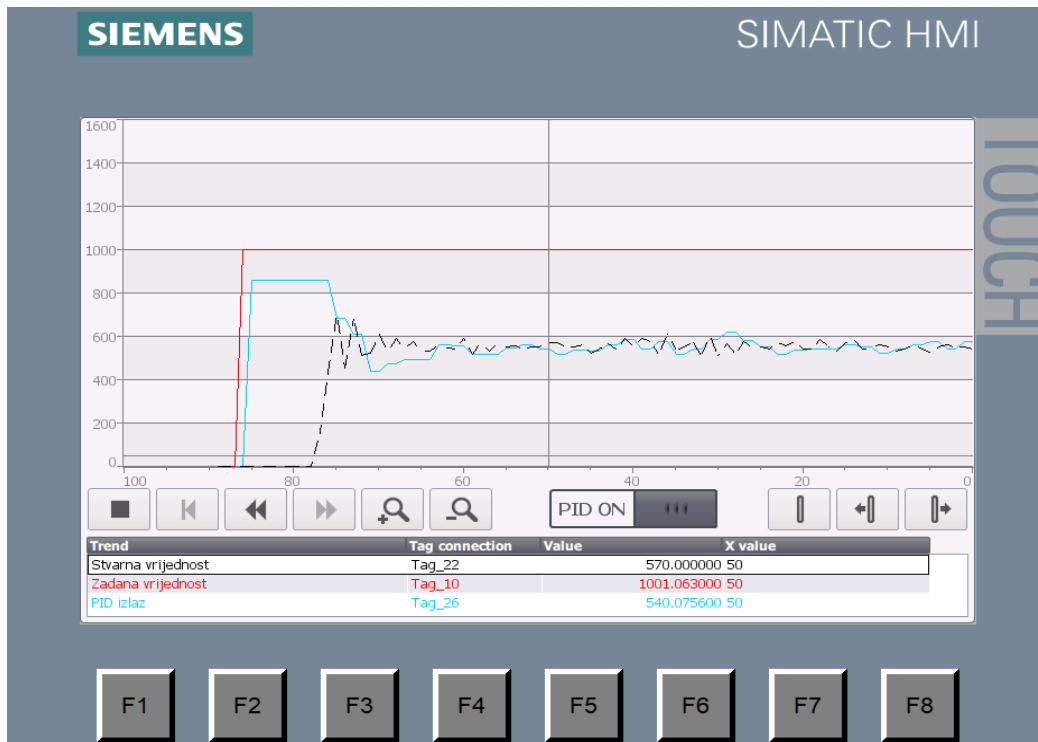 SIEMENS
SIMATIC HMI
TOUCH
1600
1400
1200
1000
800
600
400
200
0
100 80 60 40 20 0
PID ON
Trend Tag connection Value X value
Stvarna vrijednost Tag_22 570.000000 50
Zadana vrijednost Tag_10 1001.063000 50
PID izlaz Tag_26 540.075600 50
F1 F2 F3 F4 F5 F6 F7 F8